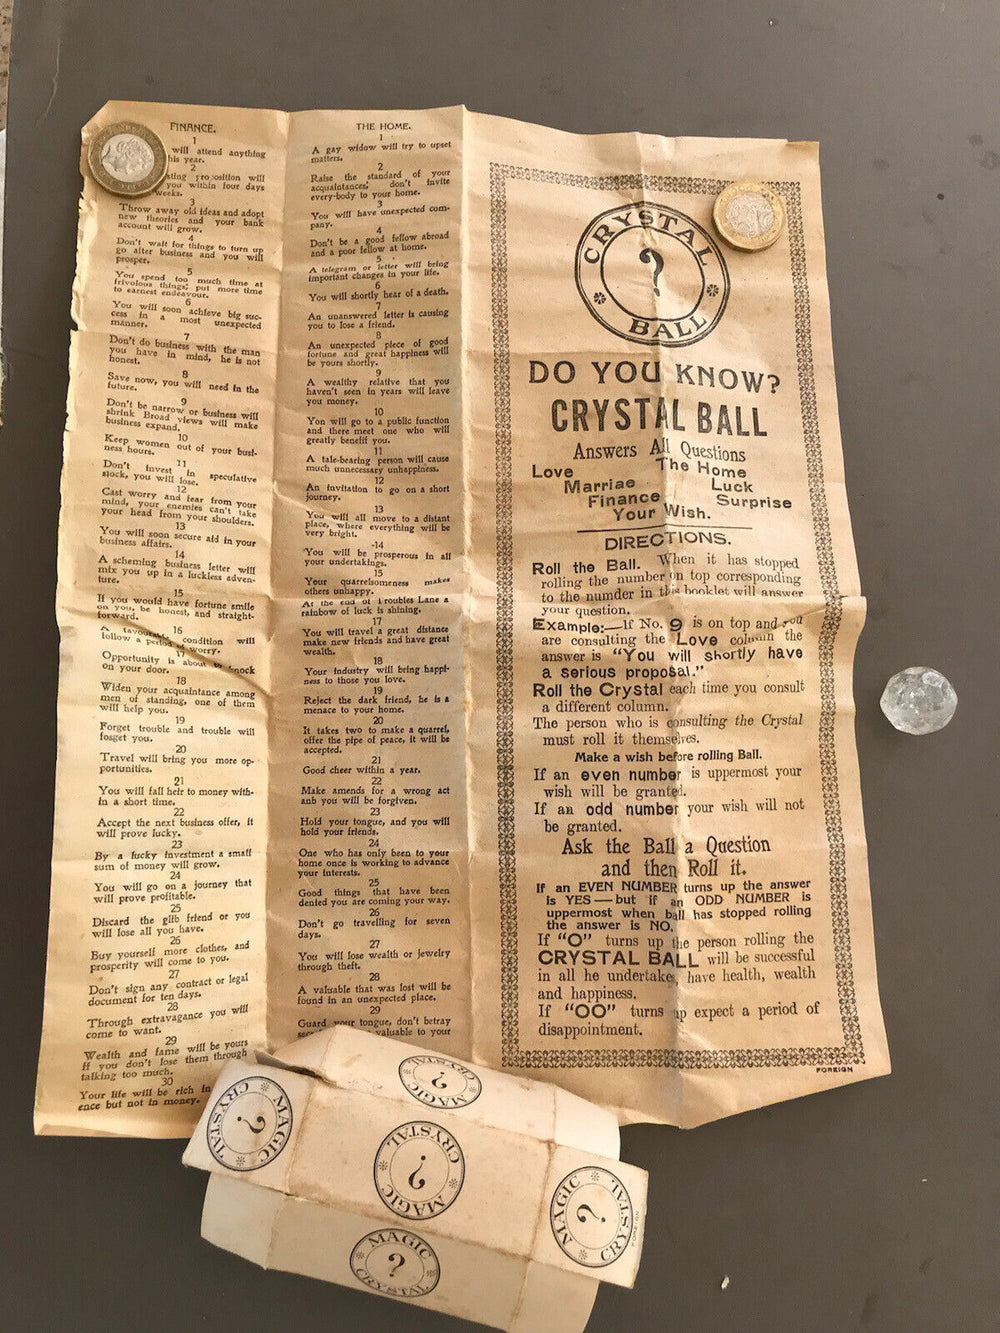 FINANCE.
1
will attend anything
his year.
2
sting proposition will
you within four days
weeks.
3
Throw away old ideas and adopt
new theories and your bank
account will grow.
4
Don't wait for things to turn up
go after business and you will
prosper.
5
You spend too much time at
frivolous things; put more time
to earnest endeavour.
6
You will soon achieve big suc-
cess in a most unexpected
manner.
7
Don't do business with the man
you have in mind, he is not
honest.
8
Save now, you will need in the
future.
9
Don't be narrow or business will
shrink Broad views will make
business expand.
10
Keep women out of your busi-
ness hours.
11
Don't invest in speculative
stock, you will lose.
12
Cast worry and fear from your
mind, your enemies can't take
your head from your shoulders.
13
You will soon secure aid in your
business affairs.
14
A scheming business letter will
mix you up in a luckless adven-
ture.
15
If you would have fortune smile
on you, be honest, and straight-
forward.
16
A favourable condition will
follow a period of worry.
17
Opportunity is about to knock
on your door.
18
Widen your acquaintance among
men of standing, one of them
will help you.
19
Forget trouble and trouble will
fosget you.
20
Travel will bring you more op-
portunities.
21
You will fall heir to money with-
in a short time.
22
Accept the next business offer, it
will prove lucky.
23
By a lucky investment a small
sum of money will grow.
24
You will go on a journey that
will prove profitable.
25
Discard the glib friend or you
will lose all you have.
26
Buy yourself more clothes, and
prosperity will come to you.
27
Don't sign any contract or legal
document for ten days.
28
Through extravagance you will
come to want.
29
Wealth and fame will be yours
if you don't lose them through
talking too much.
30
Your life will be rich in
ence but not in money.
THE HOME.
1
A gay widow will try to upset
matters.
2
Raise the standard of your
acquaintances, don't invite
every-body to your home.
3
You will have unexpected com-
pany.
4
Don't be a good fellow abroad
and a poor fellow at home.
5
A telegram or letter will bring
important changes in your life.
6
You will shortly hear of a death.
7
An unanswered letter is causing
you to lose a friend.
8
An unexpected piece of good
fortune and great happiness will
be yours shortly.
9
A wealthy relative that you
haven't seen in years will leave
you money.
10
You will go to a public function
and there meet one who will
greatly benefit you.
11
A tale-bearing person will cause
much unnecessary unhappiness.
12
An invitation to go on a short
journey.
13
You will all move to a distant
place, where everything will be
very bright.
14
You will be prosperous in all
your undertakings.
15
Your quarrelsomeness makes
others unhappy.
At the end of Troubles Lane a
rainbow of luck is shining.
17
You will travel a great distance
make new friends and have great
wealth.
18
Your industry will bring happi-
ness to those you love.
19
Reject the dark friend, he is a
menace to your home.
20
It takes two to make a quarrel,
offer the pipe of peace, it will be
accepted.
21
Good cheer within a year.
22
Make amends for a wrong act
anb you will be forgiven.
23
Hold your tongue, and you will
hold your friends.
24
One who has only been to your
home once is working to advance
your interests.
25
Good things that have been
denied you are coming your way.
26
Don't go travelling for seven
days.
27
You will lose wealth or jewelry
through theft.
28
A valuable that was lost will be
found in an unexpected place.
29
Guard your tongue, don't betray
valuable to your
CRYSTAL
?
BALL
DO YOU KNOW?
CRYSTAL BALL
Answers All Questions
Love The Home
Marriae Luck
Finance Surprise
Your Wish.
DIRECTIONS.
Roll the Ball. When it has stopped
rolling the number on top corresponding
to the numder in this booklet will answer
your question.
Example:—If No. 9 is on top and you
are consulting the Love column the
answer is "You will shortly have
a serious proposal."
Roll the Crystal each time you consult
a different column.
The person who is consulting the Crystal
must roll it themselves.
Make a wish before rolling Ball.
If an even number is uppermost your
wish will be granted.
If an odd number your wish will not
be granted.
Ask the Ball a Question
and then Roll it.
If an EVEN NUMBER turns up the answer
is YES—but if an ODD NUMBER is
uppermost when ball has stopped rolling
the answer is NO.
If "O" turns up the person rolling the
CRYSTAL BALL will be successful
in all he undertakes, have health, wealth
and happiness.
If "OO" turns up expect a period of
disappointment.
FOREIGN
MAGIC
?
CRYSTAL
MAGIC
?
CRYSTAL
MAGIC
?
CRYSTAL
MAGIC
?
CRYSTAL
FOREIGN
MAGIC
?
CRYSTAL